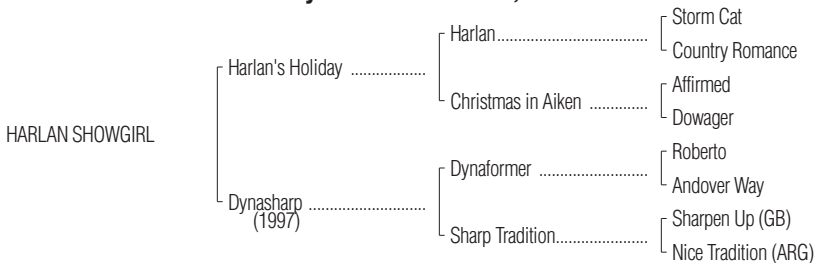 Storm Cat
Harlan
Country Romance
Harlan's Holiday
Affirmed
Christmas in Aiken
Dowager
HARLAN SHOWGIRL
Roberto
Dynaformer
Andover Way
Dynasharp
(1997)
Sharpen Up (GB)
Sharp Tradition
Nice Tradition (ARG)